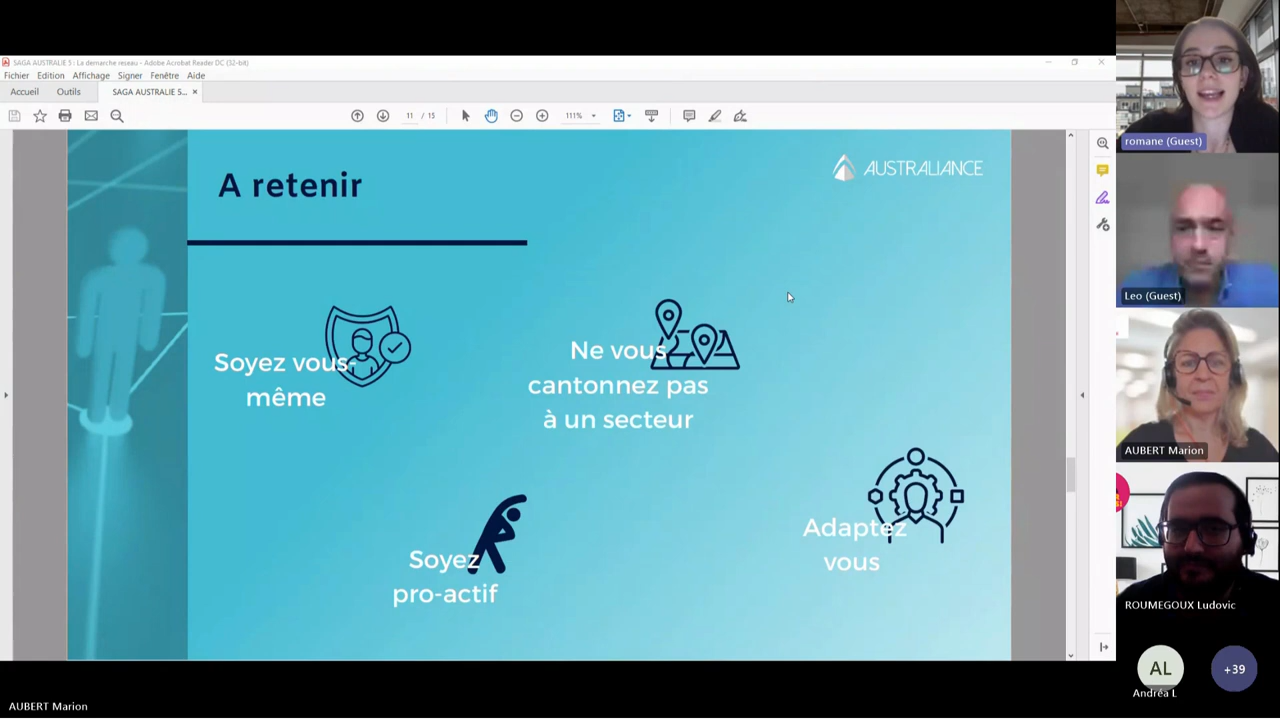 SAGA AUSTRALIE 5 : La demarche reseau - Adobe Acrobat Reader DC (32-bit)
Fichier Edition Affichage Signer Fenêtre Aide
Accueil Outils SAGA AUSTRALIE 5... ×
11 / 15 111%
A retenir
AUSTRALIANCE
Soyez vous-
même
Ne vous
cantonnez pas
à un secteur
Soyez
pro-actif
Adaptez
vous
romane (Guest)
Leo (Guest)
AUBERT Marion
ROUMEGOUX Ludovic
AL
Andréa L
+39
AUBERT Marion